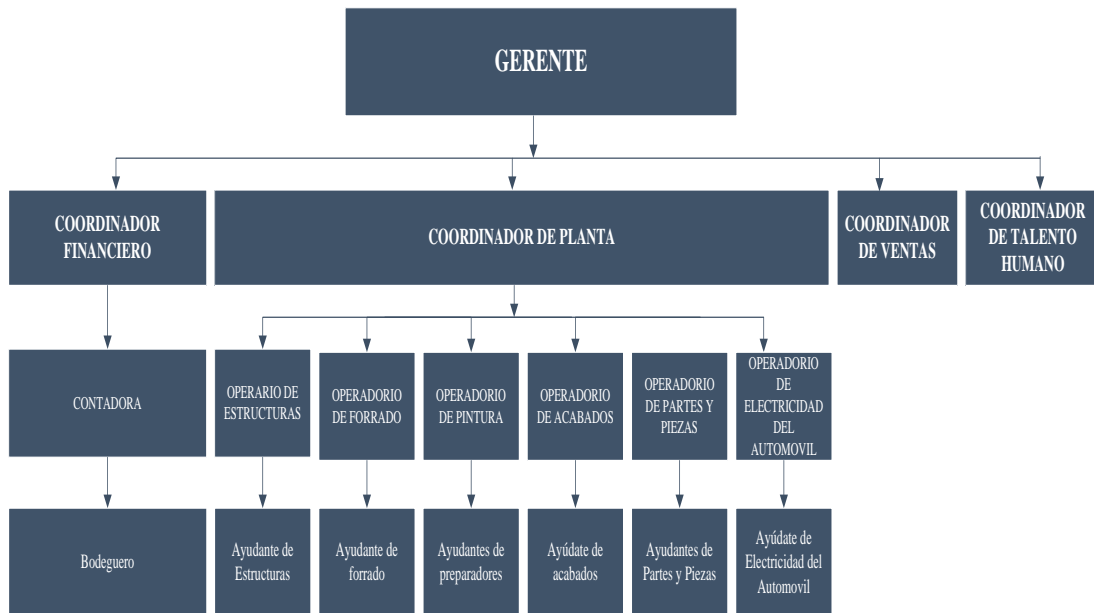 GERENTE
COORDINADOR
FINANCIERO
COORDINADOR DE PLANTA
COORDINADOR
DE VENTAS
COORDINADOR
DE TALENTO
HUMANO
CONTADORA
OPERARIO DE
ESTRUCTURAS
OPERADORIO
DE FORRADO
OPERADORIO
DE PINTURA
OPERADORIO
DE ACABADOS
OPERADORIO
DE PARTES Y
PIEZAS
OPERADORIO
DE
ELECTRICIDAD
DEL
AUTOMOVIL
Bodeguero
Ayudante de
Estructuras
Ayudante de
forrado
Ayudantes de
preparadores
Ayúdate de
acabados
Ayudantes de
Partes y Piezas
Ayúdate de
Electricidad del
Automovil